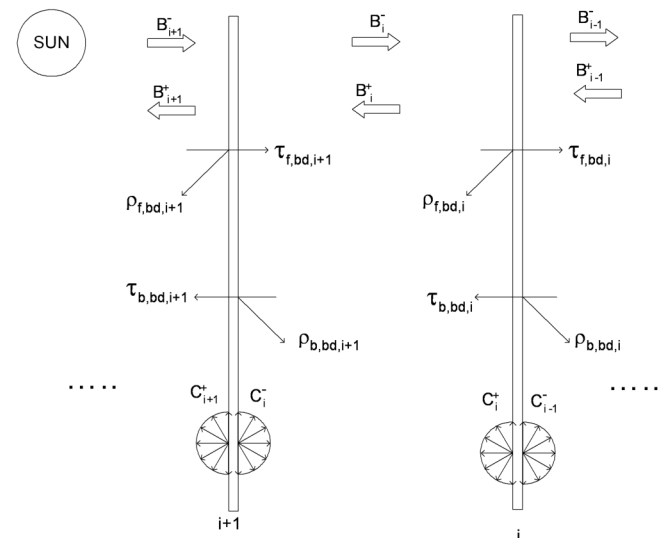 SUN
B⁻ᵢ₊₁
B⁻ᵢ
B⁻ᵢ₋₁
B⁺ᵢ₊₁
B⁺ᵢ
B⁺ᵢ₋₁
τf,bd,i+1
τf,bd,i
ρf,bd,i+1
ρf,bd,i
τb,bd,i+1
τb,bd,i
ρb,bd,i+1
ρb,bd,i
.....
.....
C⁺ᵢ₊₁
C⁻ᵢ
C⁺ᵢ
C⁻ᵢ₋₁
i+1
i